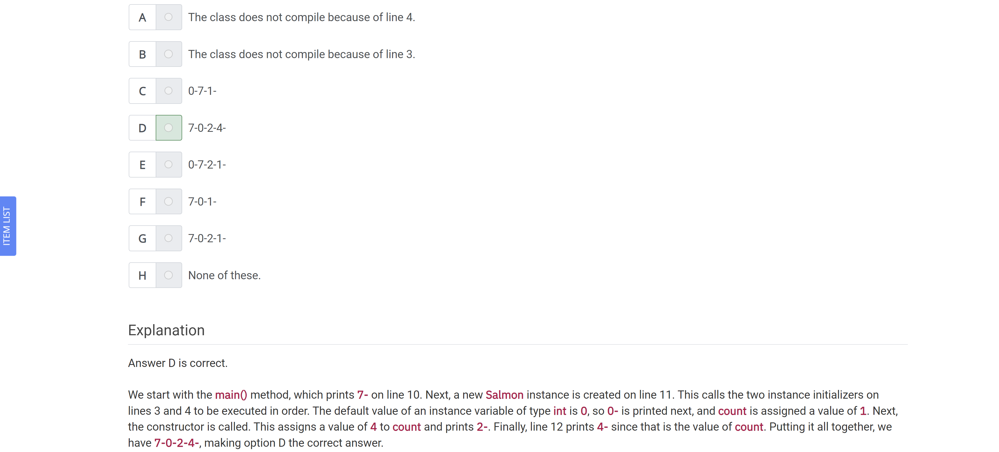 A The class does not compile because of line 4.
B The class does not compile because of line 3.
C 0-7-1-
D 7-0-2-4-
E 0-7-2-1-
F 7-0-1-
G 7-0-2-1-
H None of these.
ITEM LIST
Explanation
Answer D is correct.
We start with the main() method, which prints 7- on line 10. Next, a new Salmon instance is created on line 11. This calls the two instance initializers on
lines 3 and 4 to be executed in order. The default value of an instance variable of type int is 0, so 0- is printed next, and count is assigned a value of 1. Next,
the constructor is called. This assigns a value of 4 to count and prints 2-. Finally, line 12 prints 4- since that is the value of count. Putting it all together, we
have 7-0-2-4-, making option D the correct answer.